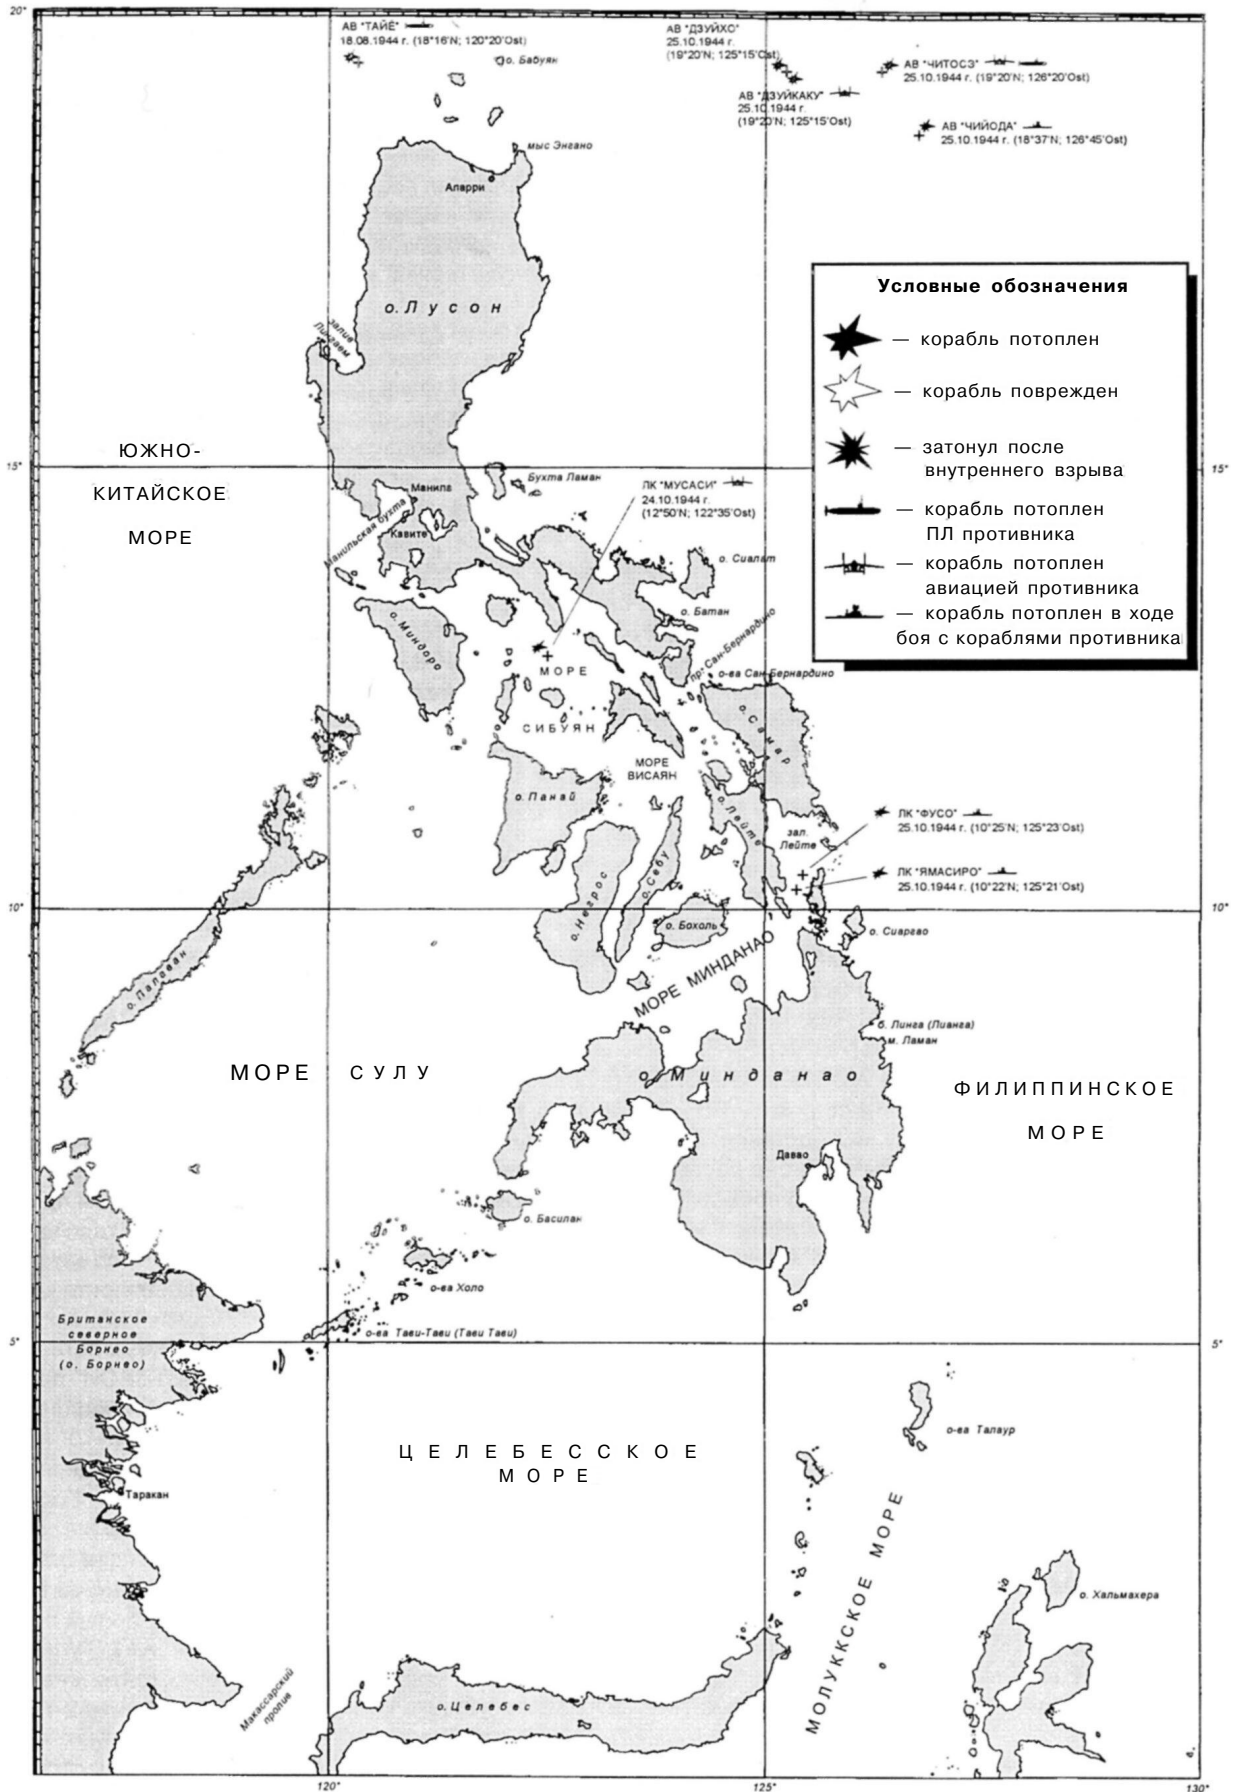 20°
АВ "ТАЙЁ"
18.08.1944 г. (18°16'N; 120°20'Ost)
о. Бабуян
АВ "ДЗУЙХО"
25.10.1944 г.
(19°20'N; 125°15'Ost)
АВ "ДЗУЙКАКУ"
25.10.1944 г.
(19°20'N; 125°15'Ost)
АВ "ЧИТОСЭ"
25.10.1944 г. (19°20'N; 126°20'Ost)
АВ "ЧИЙОДА"
25.10.1944 г. (18°37'N; 126°45'Ost)
мыс Энгано
Апарри
о. Лусон
залив
Лингаен
Условные обозначения
— корабль потоплен
— корабль поврежден
— затонул после
внутреннего взрыва
— корабль потоплен
ПЛ противника
— корабль потоплен
авиацией противника
— корабль потоплен в ходе
боя с кораблями противника
ЮЖНО-
КИТАЙСКОЕ
МОРЕ
15°
15°
Манила
Манильская бухта
Кавите
Бухта Ламан
ЛК "МУСАСИ"
24.10.1944 г.
(12°50'N; 122°35'Ost)
о. Батан
пр. Сан-Бернардино
о-ва Сан-Бернардино
о. Миндоро
МОРЕ
СИБУЯН
о. Самар
МОРЕ
ВИСАЯН
о. Панай
о. Лейте
зал.
Лейте
ЛК "ФУСО"
25.10.1944 г. (10°25'N; 125°23'Ost)
ЛК "ЯМАСИРО"
25.10.1944 г. (10°22'N; 125°21'Ost)
о. Негрос
о. Себу
о. Бохоль
10°
10°
о. Сиаргао
о. Палаван
МОРЕ МИНДАНАО
б. Линга (Лианга)
м. Ламан
МОРЕ СУЛУ
о. Минданао
ФИЛИППИНСКОЕ
МОРЕ
Давао
о. Басилан
о-ва Холо
о-ва Тави-Тави (Тави Тави)
Британское
северное
Борнео
(о. Борнео)
5°
5°
ЦЕЛЕБЕССКОЕ
МОРЕ
о-ва Талаур
Таракан
МОЛУККСКОЕ МОРЕ
о. Хальмахера
Макассарский
пролив
о. Целебес
120°
125°
130°